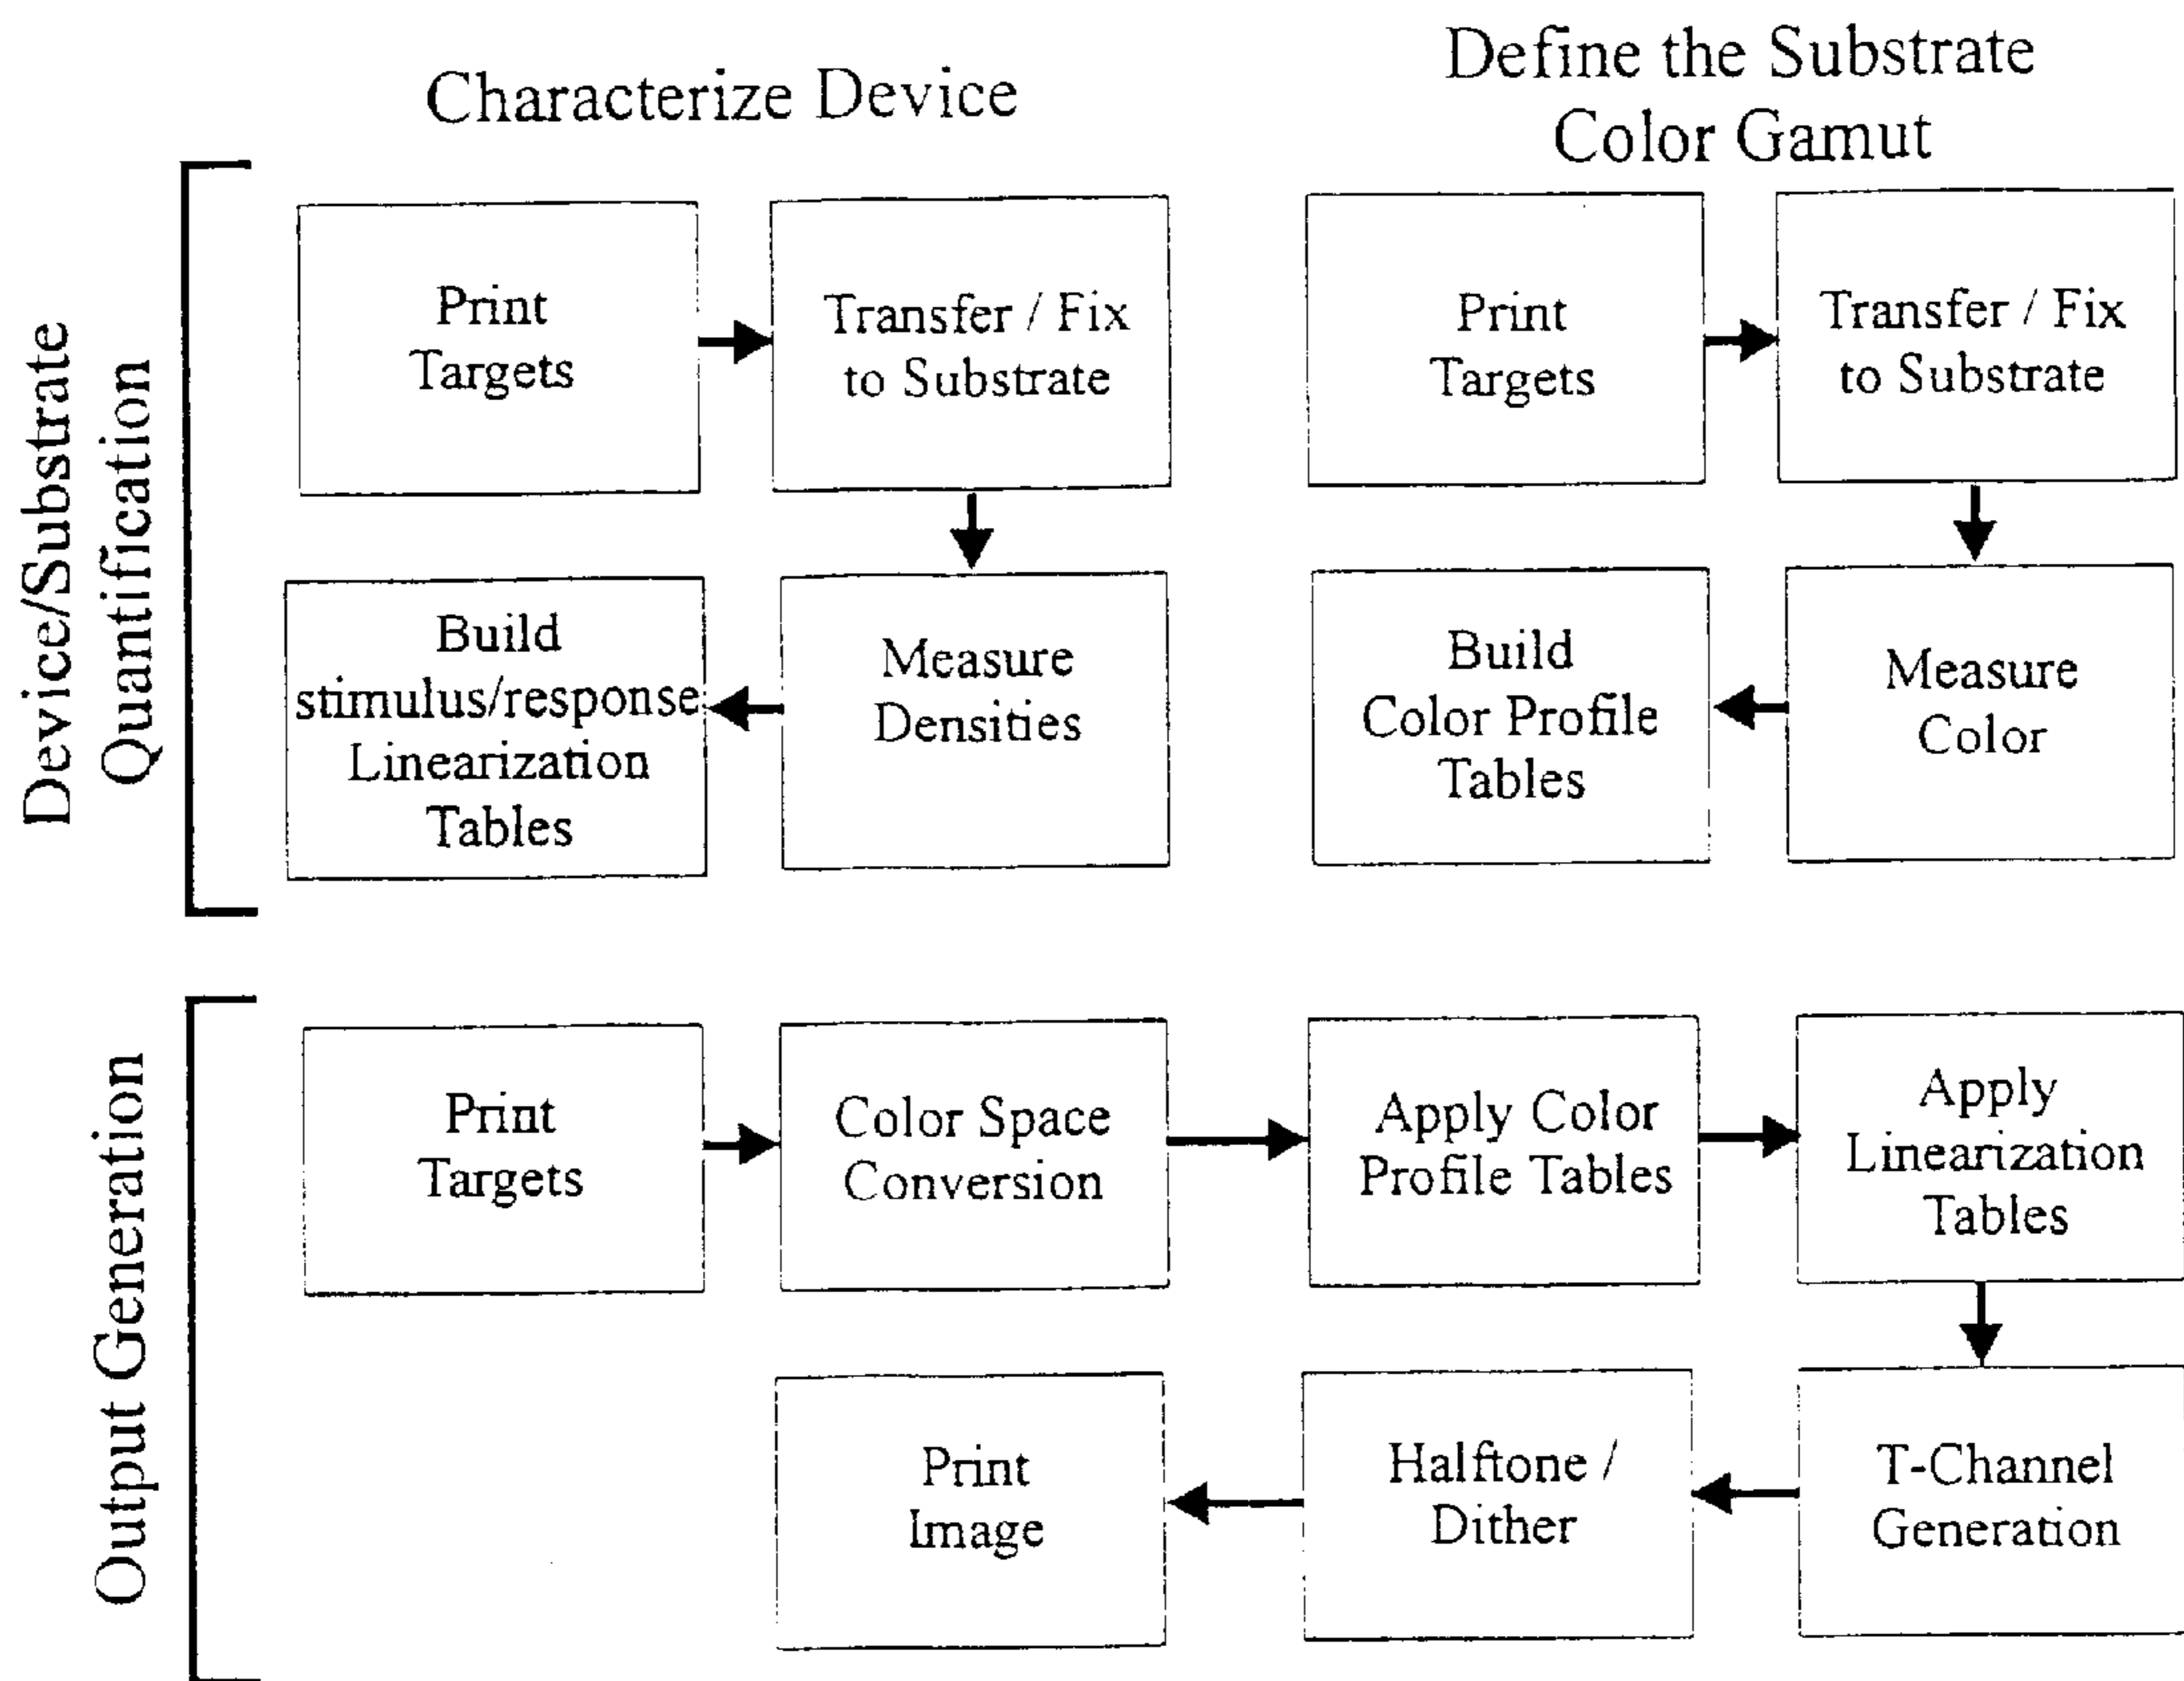 Characterize Device
Define the Substrate
Color Gamut
Device/Substrate
Quantification
Print
Targets
Transfer / Fix
to Substrate
Build
stimulus/response
Linearization
Tables
Measure
Densities
Print
Targets
Transfer / Fix
to Substrate
Build
Color Profile
Tables
Measure
Color
Output Generation
Print
Targets
Color Space
Conversion
Apply Color
Profile Tables
Apply
Linearization
Tables
Print
Image
Halftone /
Dither
T-Channel
Generation